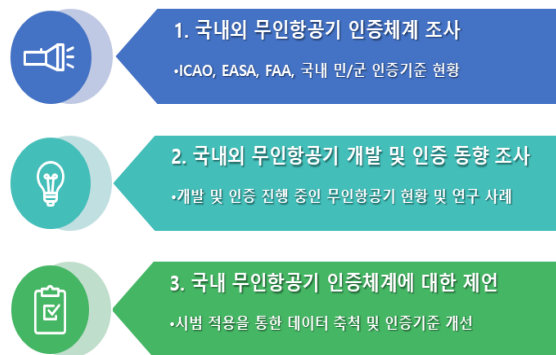 1. 국내외 무인항공기 인증체계 조사
•ICAO, EASA, FAA, 국내 민/군 인증기준 현황
2. 국내외 무인항공기 개발 및 인증 동향 조사
•개발 및 인증 진행 중인 무인항공기 현황 및 연구 사례
3. 국내 무인항공기 인증체계에 대한 제언
•시범 적용을 통한 데이터 축척 및 인증기준 개선